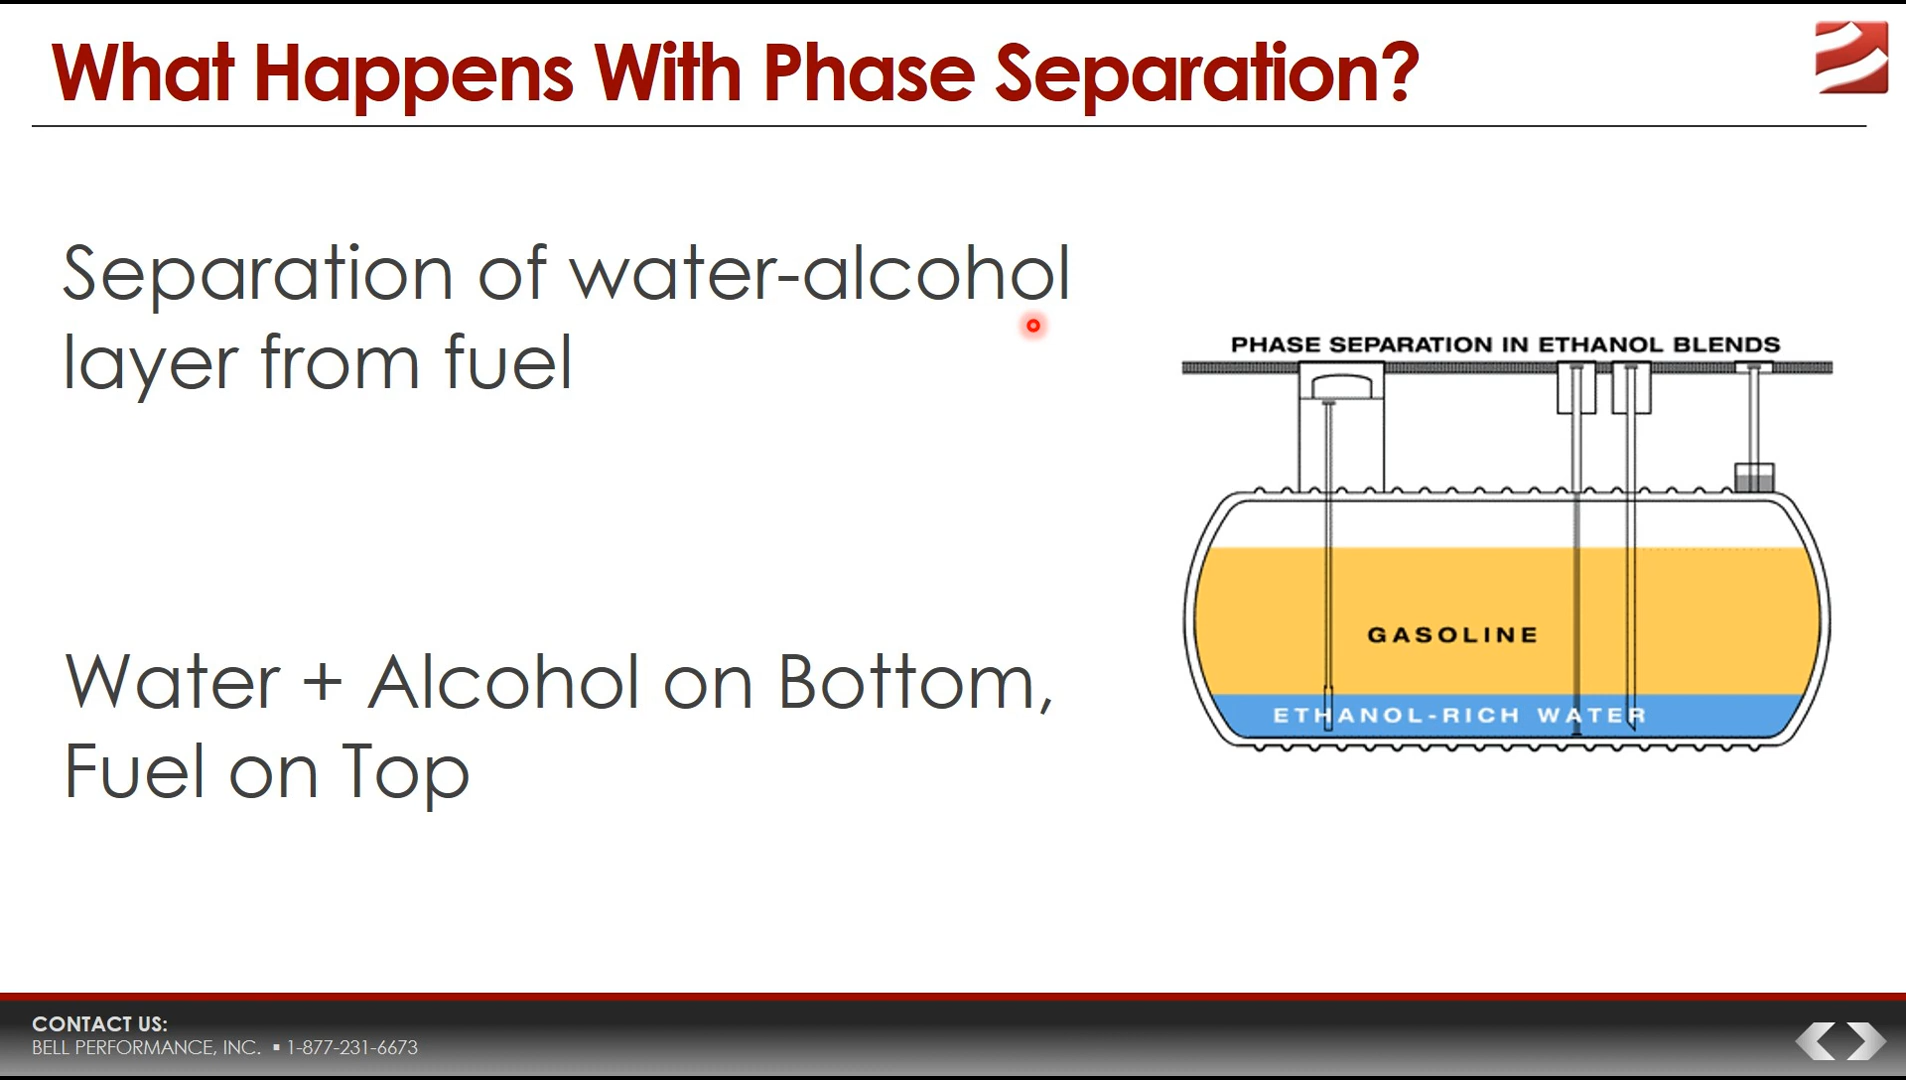 What Happens With Phase Separation?
Separation of water-alcohol
layer from fuel
Water + Alcohol on Bottom,
Fuel on Top
PHASE SEPARATION IN ETHANOL BLENDS
GASOLINE
ETHANOL-RICH WATER
CONTACT US:
BELL PERFORMANCE, INC. ▪ 1-877-231-6673